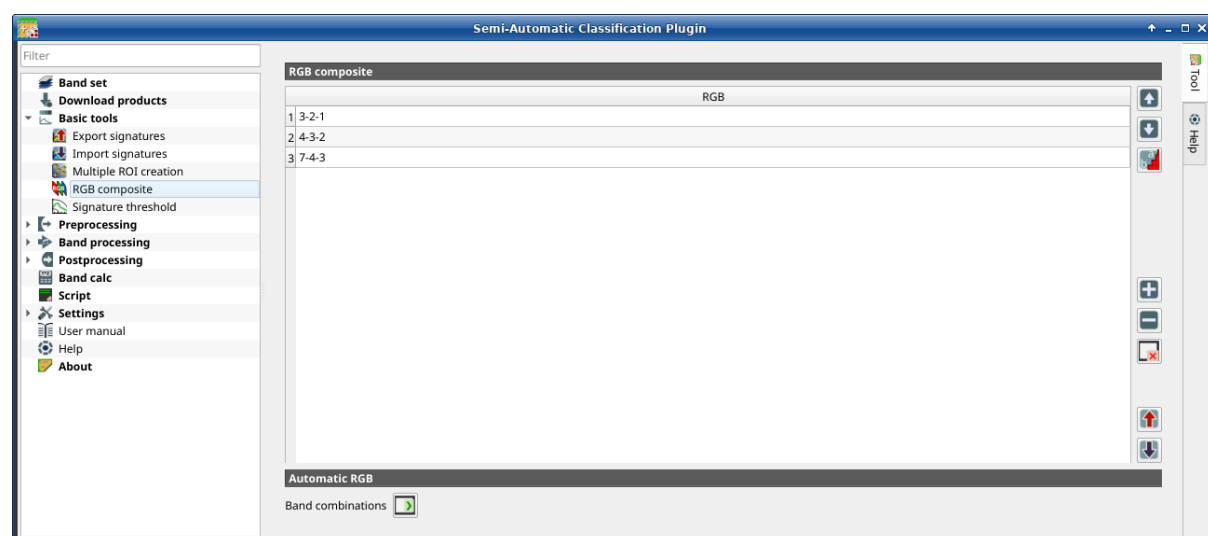 Semi-Automatic Classification Plugin
Filter
Band set
Download products
Basic tools
Export signatures
Import signatures
Multiple ROI creation
RGB composite
Signature threshold
Preprocessing
Band processing
Postprocessing
Band calc
Script
Settings
User manual
Help
About
RGB composite
RGB
1 3-2-1
2 4-3-2
3 7-4-3
Automatic RGB
Band combinations
Tool
Help